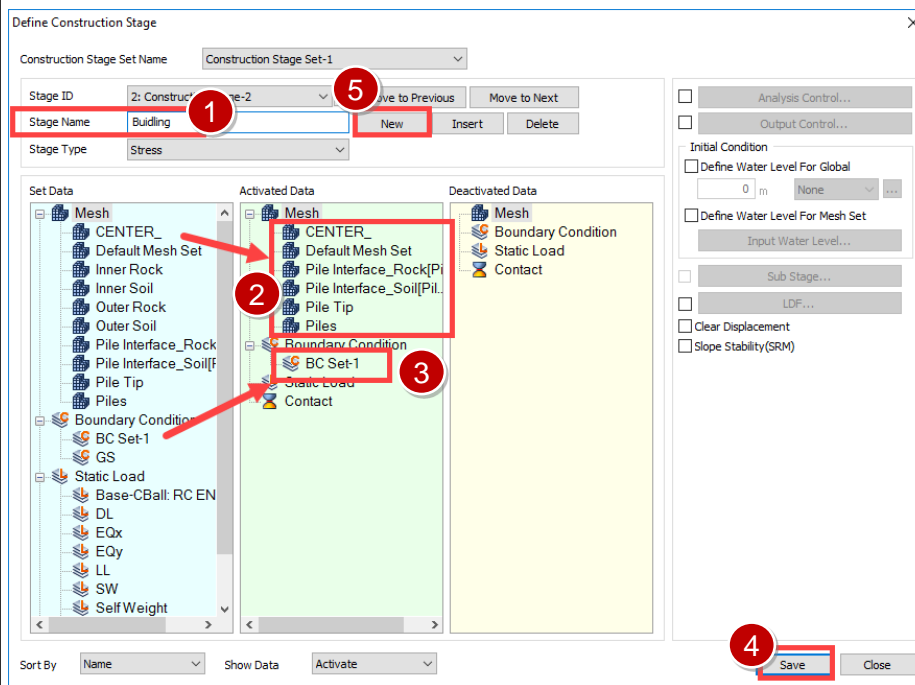 Define Construction Stage
Construction Stage Set Name Construction Stage Set-1
Stage ID 2: Construct ge-2 5 ove to Previous Move to Next
Analysis Control...
Stage Name Buidling 1 New Insert Delete
Output Control...
Stage Type Stress
Initial Condition
Define Water Level For Global
0 m None ...
Define Water Level For Mesh Set
Input Water Level...
Sub Stage...
LDF...
Clear Displacement
Slope Stability(SRM)
Set Data
Mesh
CENTER_
Default Mesh Set
Inner Rock
Inner Soil
Outer Rock
Outer Soil
Pile Interface_Rock
Pile Interface_Soil[F
Pile Tip
Piles
Boundary Condition
BC Set-1
GS
Static Load
Base-CBall: RC EN
DL
EQx
EQy
LL
SW
Self Weight
Activated Data
Mesh
CENTER_
Default Mesh Set
Pile Interface_Rock[Pi
Pile Interface_Soil[Pil...
Pile Tip
Piles
2
Boundary Condition
BC Set-1
3
Static Load
Contact
Deactivated Data
Mesh
Boundary Condition
Static Load
Contact
Sort By Name Show Data Activate
4
Save Close